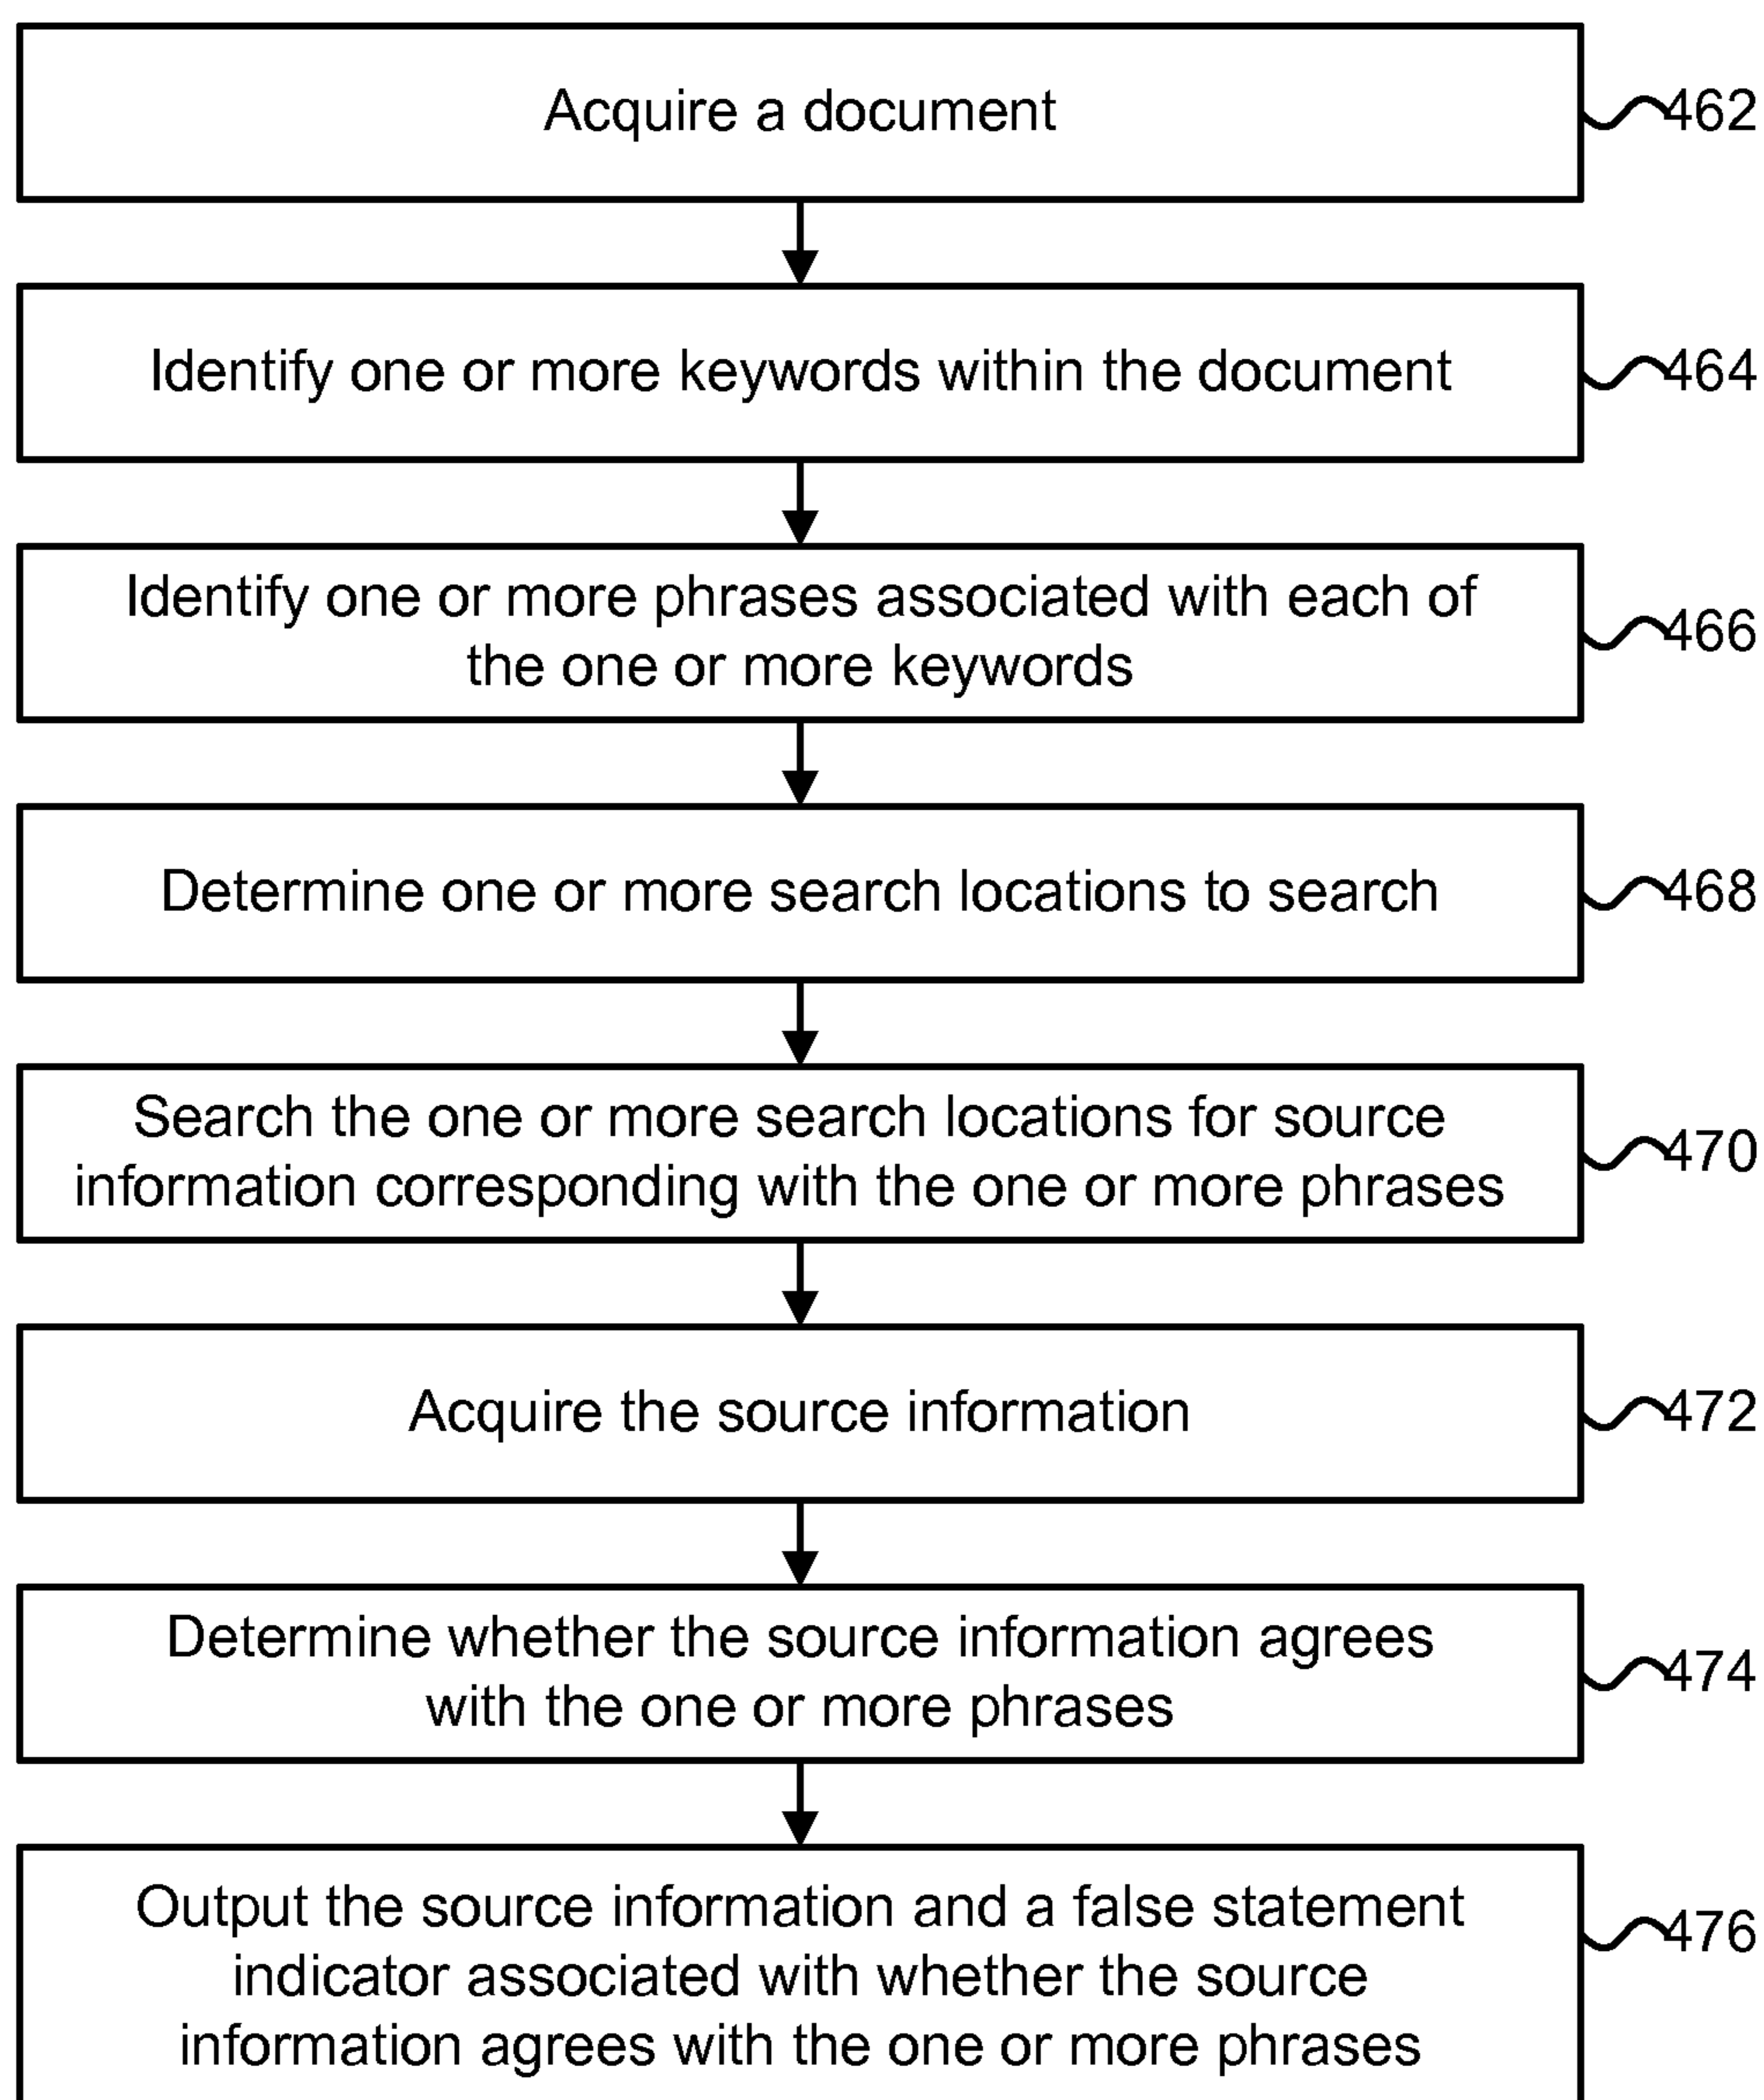 Acquire a document
462
Identify one or more keywords within the document
464
Identify one or more phrases associated with each of
the one or more keywords
466
Determine one or more search locations to search
468
Search the one or more search locations for source
information corresponding with the one or more phrases
470
Acquire the source information
472
Determine whether the source information agrees
with the one or more phrases
474
Output the source information and a false statement
indicator associated with whether the source
information agrees with the one or more phrases
476